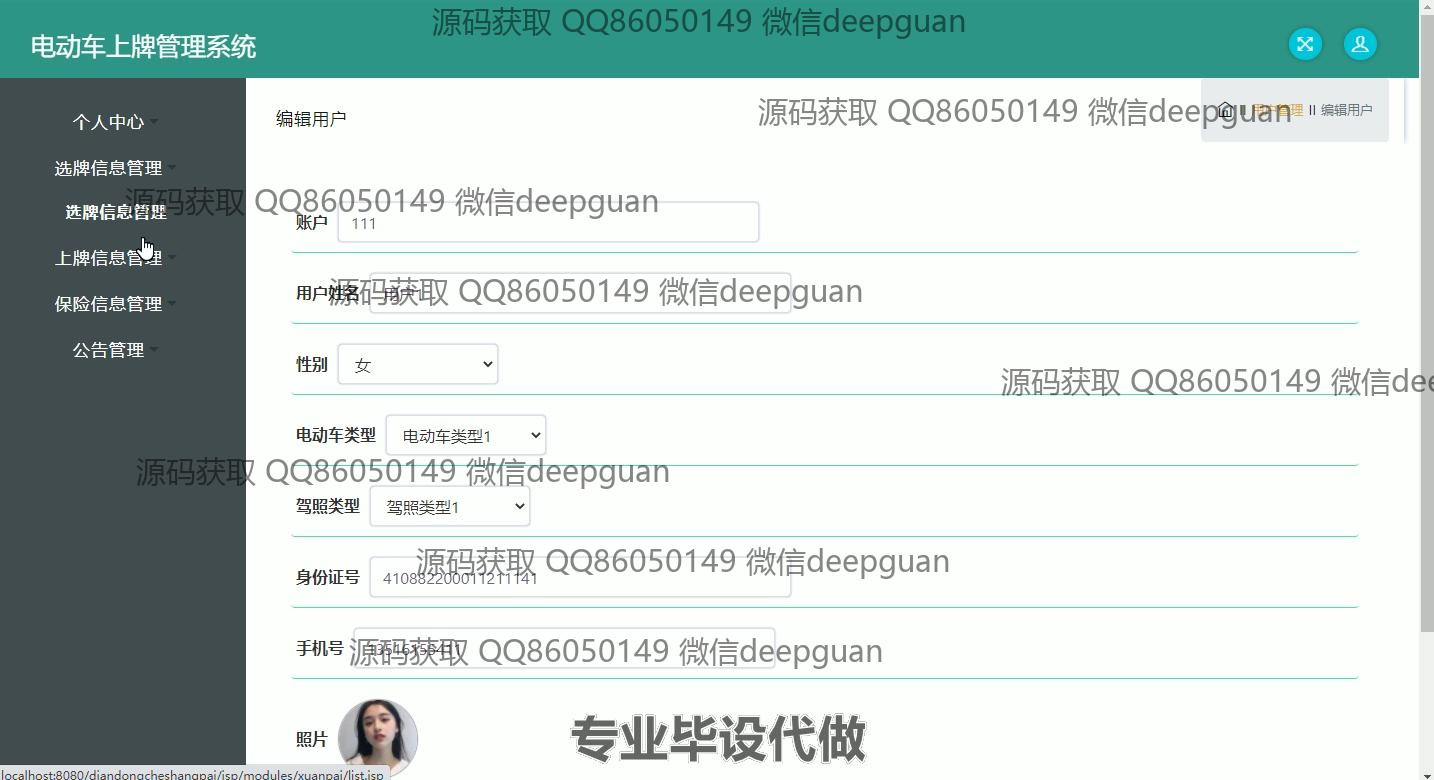 源码获取 QQ86050149 微信deepguan
电动车上牌管理系统
源码获取 QQ86050149 微信deepguan
用户管理 II 编辑用户
编辑用户
个人中心
选牌信息管理
选牌信息管理
上牌信息管理
保险信息管理
公告管理
源码获取 QQ86050149 微信deepguan
账户 111
源码获取 QQ86050149 微信deepguan
用户姓名
性别 女
源码获取 QQ86050149 微信dee
电动车类型 电动车类型1
源码获取 QQ86050149 微信deepguan
驾照类型 驾照类型1
源码获取 QQ86050149 微信deepguan
身份证号 410882200011211141
源码获取 QQ86050149 微信deepguan
手机号
照片
专业毕设代做
localhost:8080/diandongcheshangpai/jsp/modules/xuanpai/list.jsp